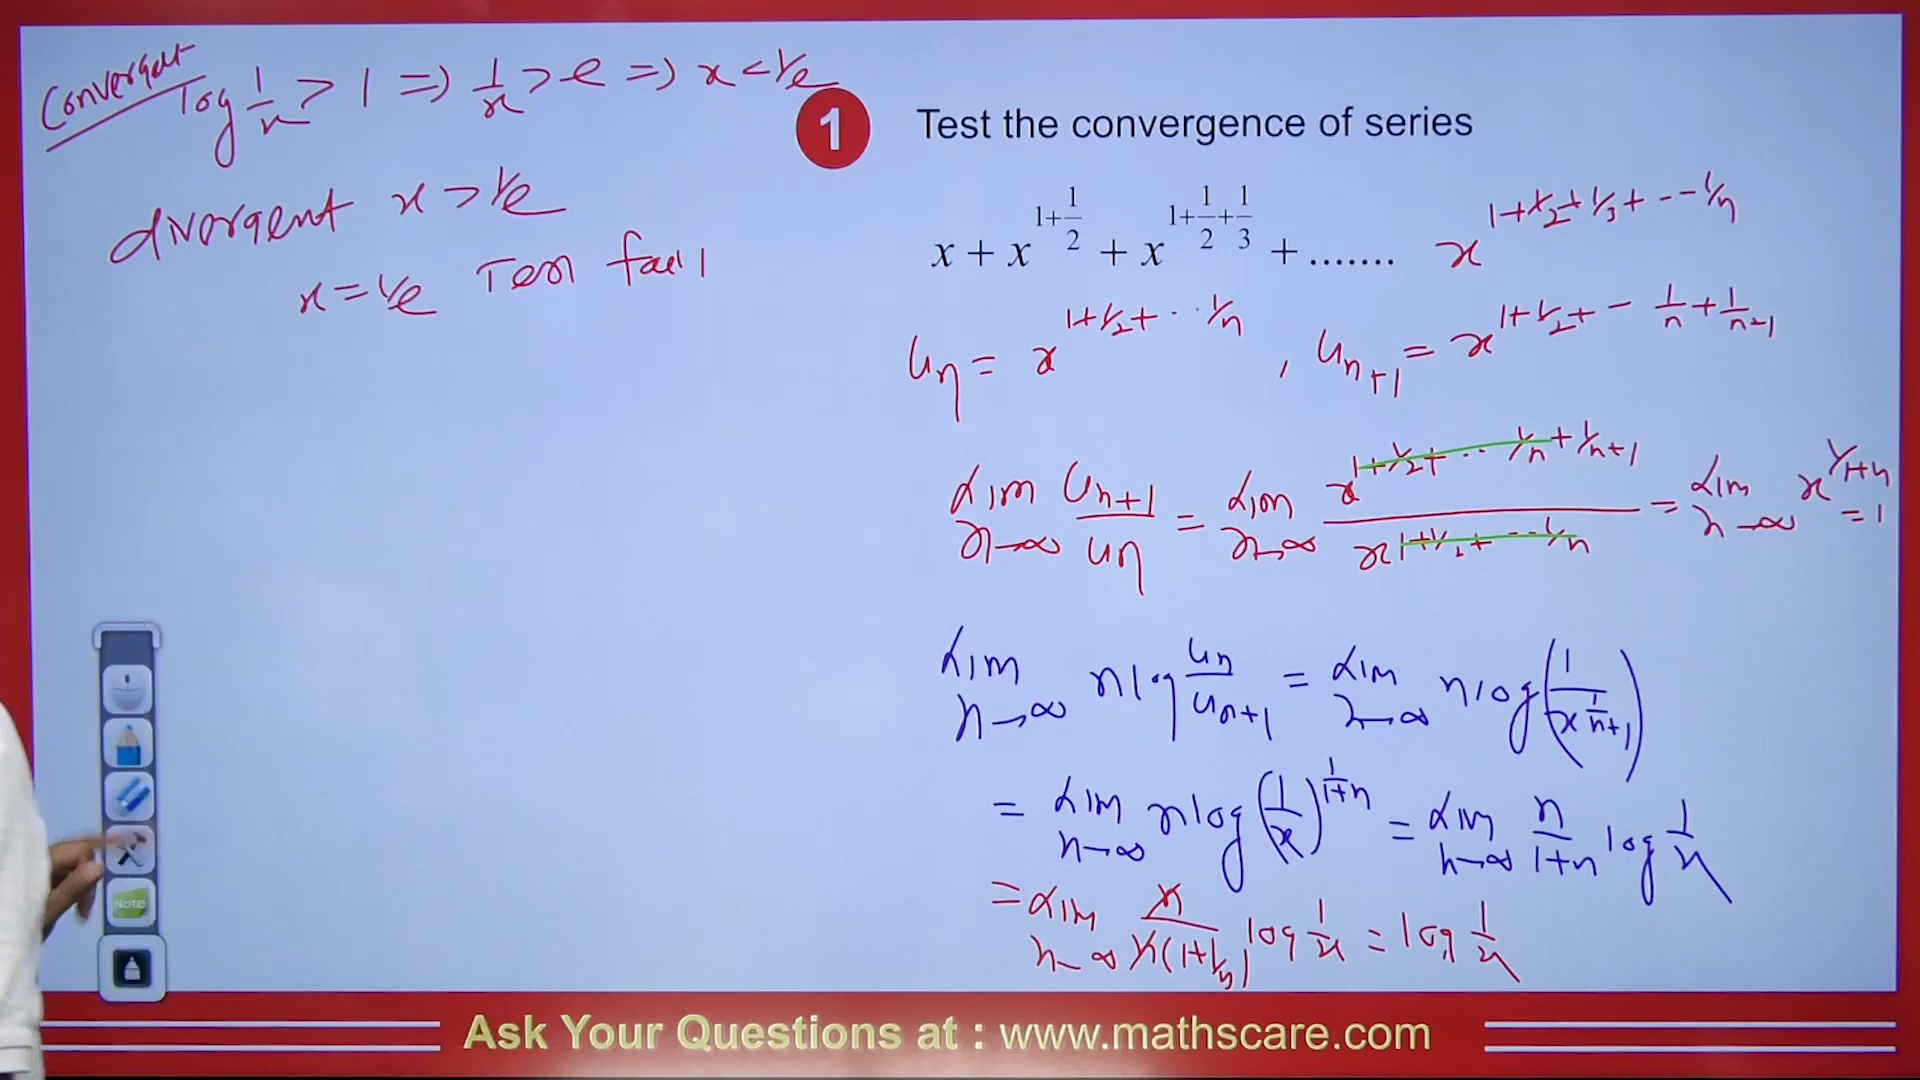 Convergent log 1/x > 1 => 1/x > e => x < 1/e
divergent x > 1/e
x = 1/e Test fail
1 Test the convergence of series
x + x^(1+1/2) + x^(1+1/2+1/3) + ....... x^(1+1/2+1/3+---1/n)
u_n = x^(1+1/2+..1/n) , u_(n+1) = x^(1+1/2+- 1/n+1/(n+1))
Lim n→∞ u_(n+1)/u_n = Lim n→∞ x^(1+1/2+..1/n+1/(n+1)) / x^(1+1/2+--1/n) = Lim n→∞ x^(1/(1+n)) = 1
Lim n→∞ n log u_n/u_(n+1) = Lim n→∞ n log (1/x^(1/(n+1)))
= Lim n→∞ n log (1/x)^(1/(1+n)) = Lim n→∞ n/(1+n) log 1/x
= Lim n→∞ n/(n(1+1/n)) log 1/x = log 1/x
Note
Ask Your Questions at : www.mathscare.com